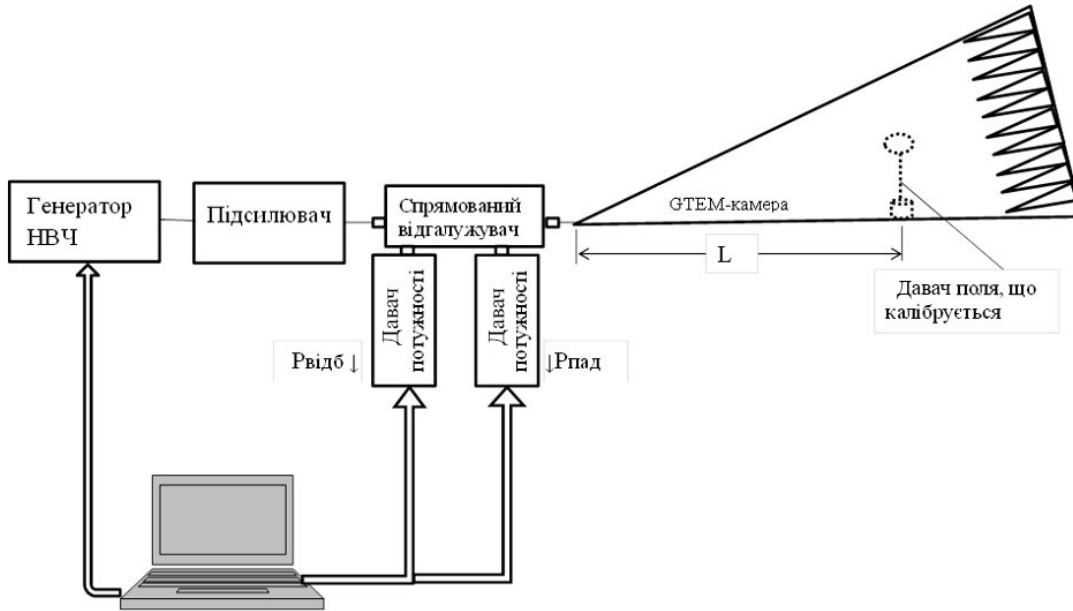 Генератор
НВЧ
Підсилювач
Спрямований
відгалужувач
GTEM-камера
L
Давач
потужності
Давач
потужності
Давач поля, що
калібрується
Рвідб ↓
↓Рпад